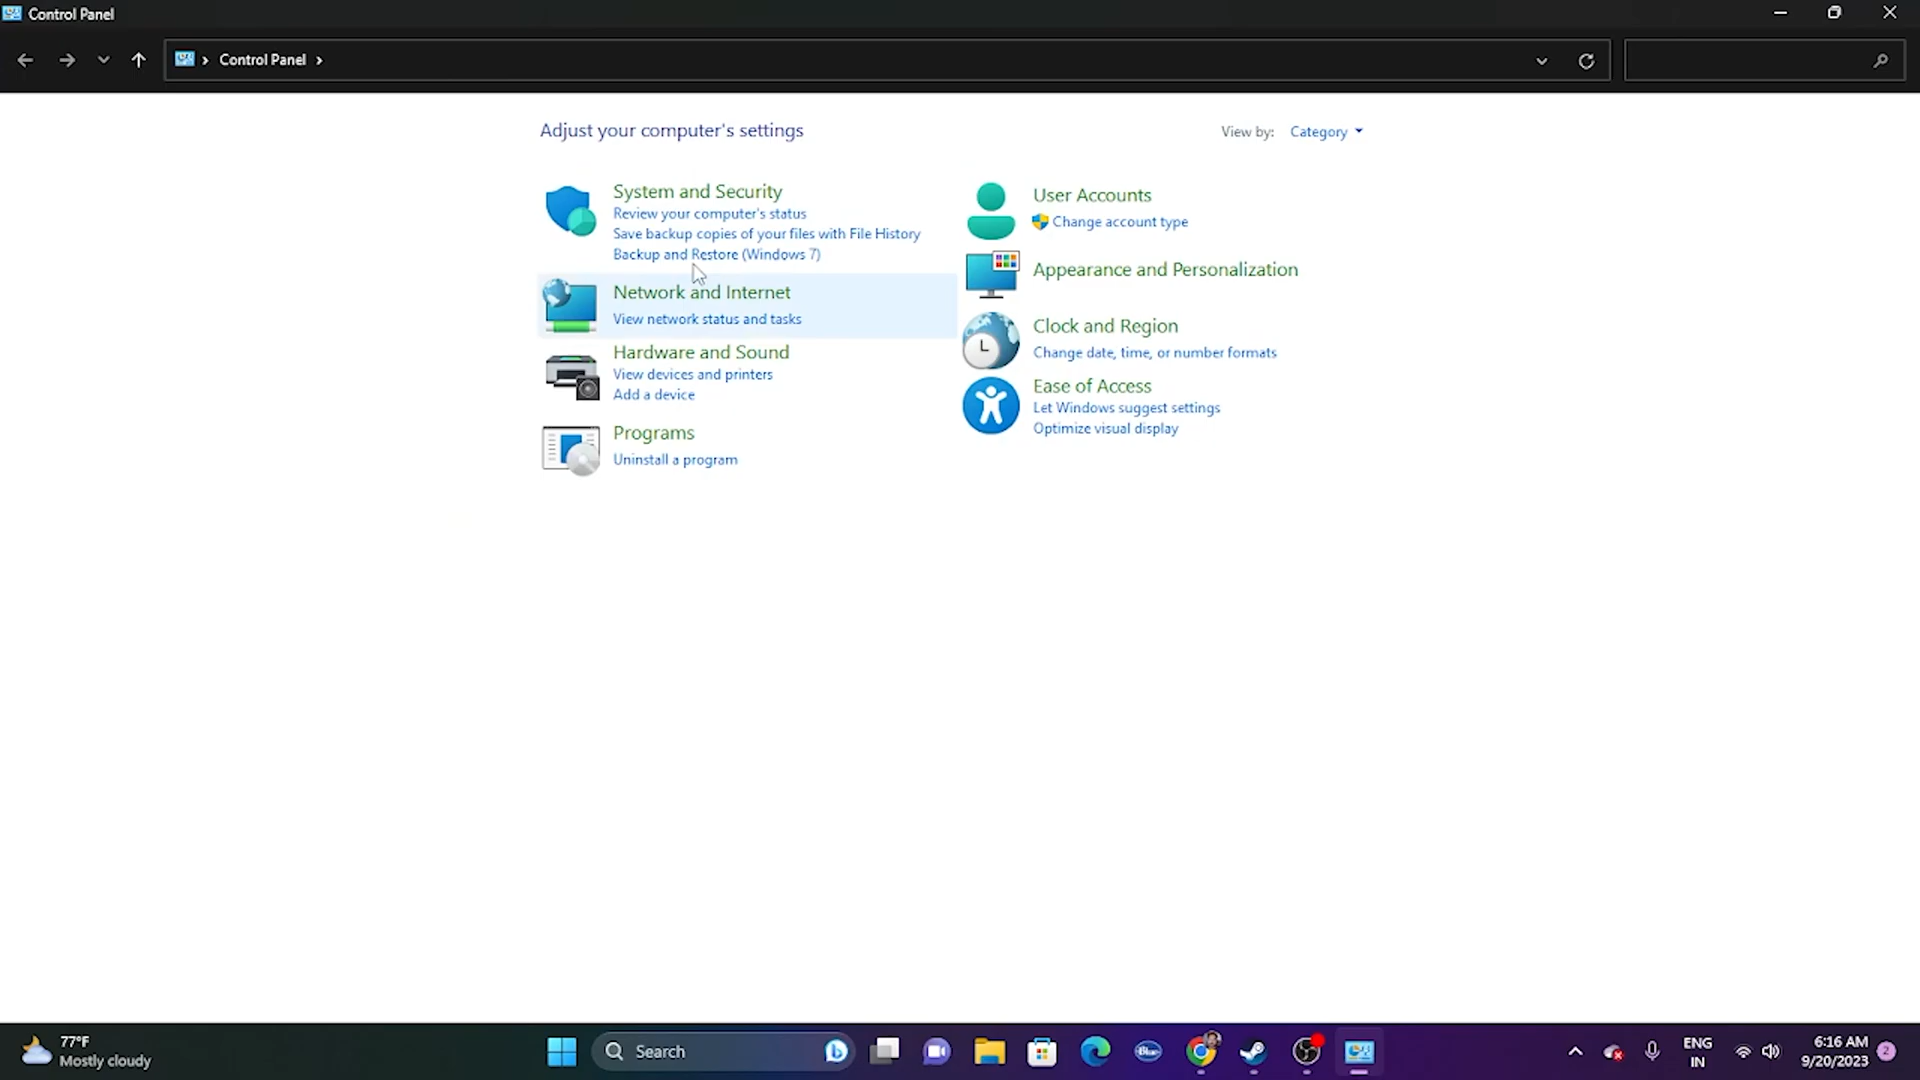 Control Panel
Control Panel
Adjust your computer's settings
View by: Category
System and Security
Review your computer's status
Save backup copies of your files with File History
Backup and Restore (Windows 7)
Network and Internet
View network status and tasks
Hardware and Sound
View devices and printers
Add a device
Programs
Uninstall a program
User Accounts
Change account type
Appearance and Personalization
Clock and Region
Change date, time, or number formats
Ease of Access
Let Windows suggest settings
Optimize visual display
77°F
Mostly cloudy
Search
Blue
ENG
IN
6:16 AM
9/20/2023
2